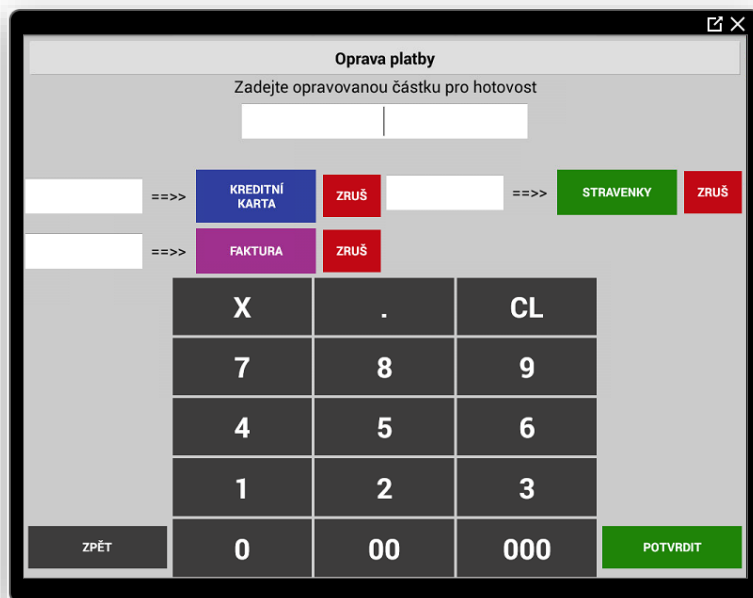 Oprava platby
Zadejte opravovanou částku pro hotovost
==>> KREDITNÍ KARTA ZRUŠ ==>> STRAVENKY ZRUŠ
==>> FAKTURA ZRUŠ
X . CL
7 8 9
4 5 6
1 2 3
ZPĚT 0 00 000 POTVRDIT